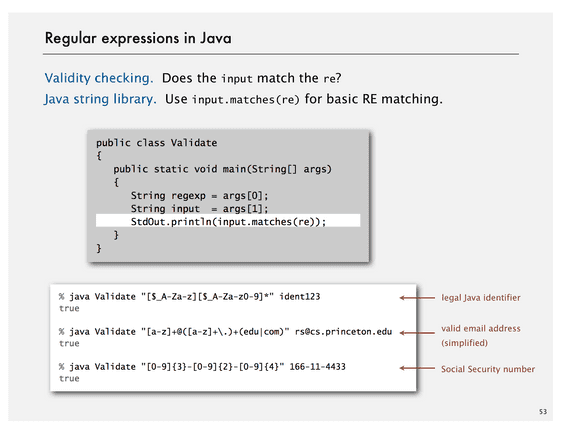 Regular expressions in Java
Validity checking. Does the input match the re?
Java string library. Use input.matches(re) for basic RE matching.
public class Validate
{
public static void main(String[] args)
{
String regexp = args[0];
String input = args[1];
StdOut.println(input.matches(re));
}
}
% java Validate "[$_A-Za-z][$_A-Za-z0-9]*" ident123
legal Java identifier
true
% java Validate "[a-z]+@([a-z]+\.)+(edu|com)" rs@cs.princeton.edu
valid email address
(simplified)
true
% java Validate "[0-9]{3}-[0-9]{2}-[0-9]{4}" 166-11-4433
Social Security number
true
53